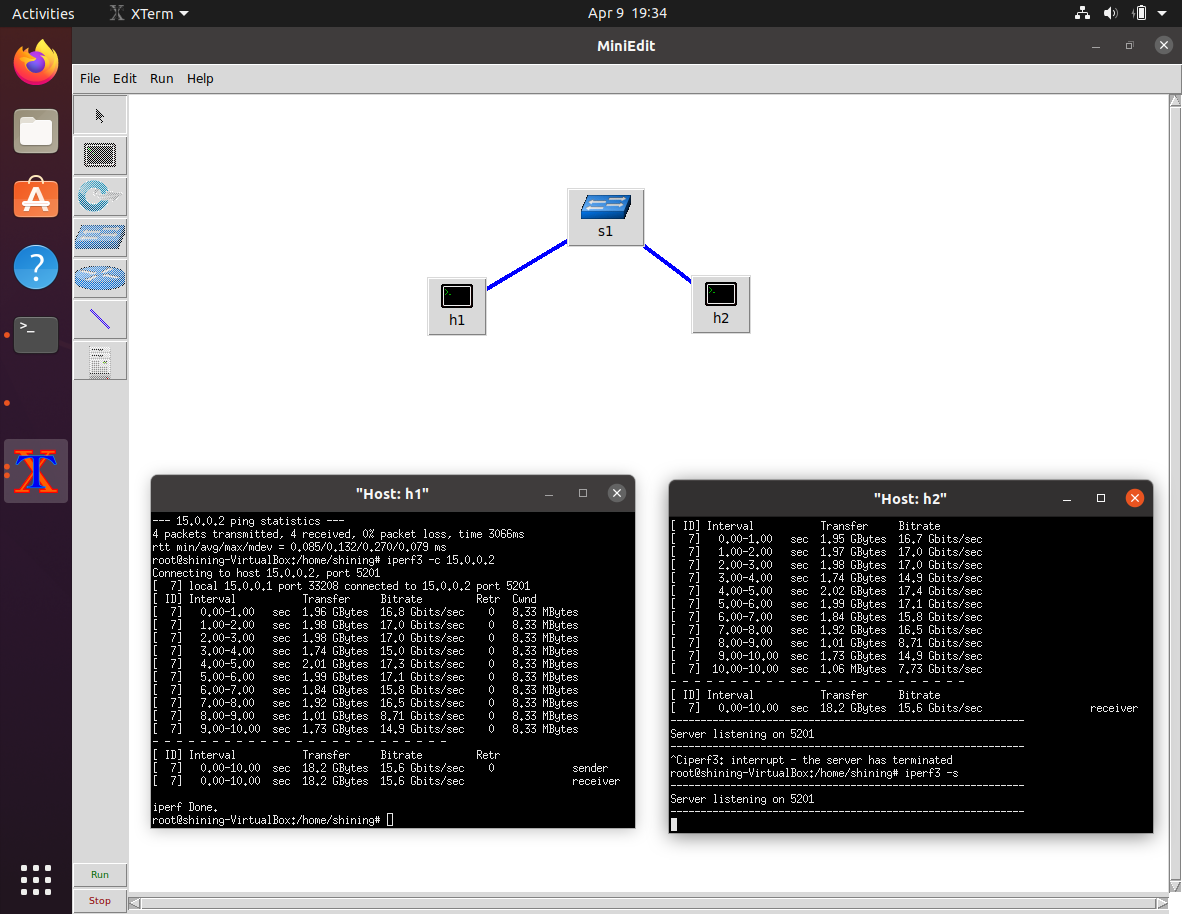 Activities XTerm Apr 9 19:34
MiniEdit
File Edit Run Help
s1
h1
h2
"Host: h1"
--- 15.0.0.2 ping statistics ---
4 packets transmitted, 4 received, 0% packet loss, time 3066ms
rtt min/avg/max/mdev = 0.085/0.132/0.270/0.079 ms
root@shining-VirtualBox:/home/shining# iperf3 -c 15.0.0.2
Connecting to host 15.0.0.2, port 5201
[  7] local 15.0.0.1 port 33208 connected to 15.0.0.2 port 5201
[ ID] Interval           Transfer     Bitrate         Retr  Cwnd
[  7]   0.00-1.00   sec  1.96 GBytes  16.8 Gbits/sec    0   8.33 MBytes
[  7]   1.00-2.00   sec  1.98 GBytes  17.0 Gbits/sec    0   8.33 MBytes
[  7]   2.00-3.00   sec  1.98 GBytes  17.0 Gbits/sec    0   8.33 MBytes
[  7]   3.00-4.00   sec  1.74 GBytes  15.0 Gbits/sec    0   8.33 MBytes
[  7]   4.00-5.00   sec  2.01 GBytes  17.3 Gbits/sec    0   8.33 MBytes
[  7]   5.00-6.00   sec  1.99 GBytes  17.1 Gbits/sec    0   8.33 MBytes
[  7]   6.00-7.00   sec  1.84 GBytes  15.8 Gbits/sec    0   8.33 MBytes
[  7]   7.00-8.00   sec  1.92 GBytes  16.5 Gbits/sec    0   8.33 MBytes
[  7]   8.00-9.00   sec  1.01 GBytes  8.71 Gbits/sec    0   8.33 MBytes
[  7]   9.00-10.00  sec  1.73 GBytes  14.9 Gbits/sec    0   8.33 MBytes
- - - - - - - - - - - - - - - - - - - - - - - - -
[ ID] Interval           Transfer     Bitrate         Retr
[  7]   0.00-10.00  sec  18.2 GBytes  15.6 Gbits/sec    0             sender
[  7]   0.00-10.00  sec  18.2 GBytes  15.6 Gbits/sec                  receiver
iperf Done.
root@shining-VirtualBox:/home/shining#
"Host: h2"
[ ID] Interval           Transfer     Bitrate
[  7]   0.00-1.00   sec  1.95 GBytes  16.7 Gbits/sec
[  7]   1.00-2.00   sec  1.97 GBytes  17.0 Gbits/sec
[  7]   2.00-3.00   sec  1.98 GBytes  17.0 Gbits/sec
[  7]   3.00-4.00   sec  1.74 GBytes  14.9 Gbits/sec
[  7]   4.00-5.00   sec  2.02 GBytes  17.4 Gbits/sec
[  7]   5.00-6.00   sec  1.99 GBytes  17.1 Gbits/sec
[  7]   6.00-7.00   sec  1.84 GBytes  15.8 Gbits/sec
[  7]   7.00-8.00   sec  1.92 GBytes  16.5 Gbits/sec
[  7]   8.00-9.00   sec  1.01 GBytes  8.71 Gbits/sec
[  7]   9.00-10.00  sec  1.73 GBytes  14.9 Gbits/sec
[  7]  10.00-10.00  sec  1.06 MBytes  7.73 Gbits/sec
- - - - - - - - - - - - - - - - - - - - - - - - -
[ ID] Interval           Transfer     Bitrate
[  7]   0.00-10.00  sec  18.2 GBytes  15.6 Gbits/sec                  receiver
-----------------------------------------------------------
Server listening on 5201
-----------------------------------------------------------
^Ciperf3: interrupt - the server has terminated
root@shining-VirtualBox:/home/shining# iperf3 -s
-----------------------------------------------------------
Server listening on 5201
-----------------------------------------------------------
Run
Stop